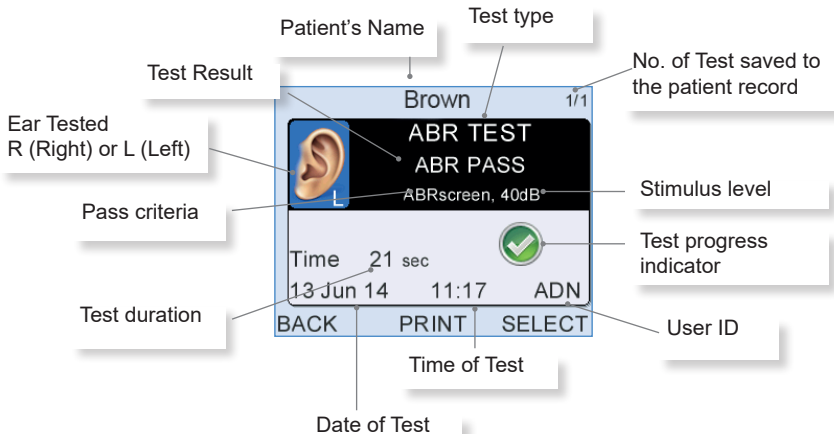 Test type
Patient's Name
No. of Test saved to
the patient record
Test Result
Brown
1/1
Ear Tested
R (Right) or L (Left)
ABR TEST
ABR PASS
L
ABRscreen, 40dB
Stimulus level
Pass criteria
Test progress
indicator
Time 21 sec
13 Jun 14 11:17 ADN
Test duration
BACK PRINT SELECT
User ID
Time of Test
Date of Test